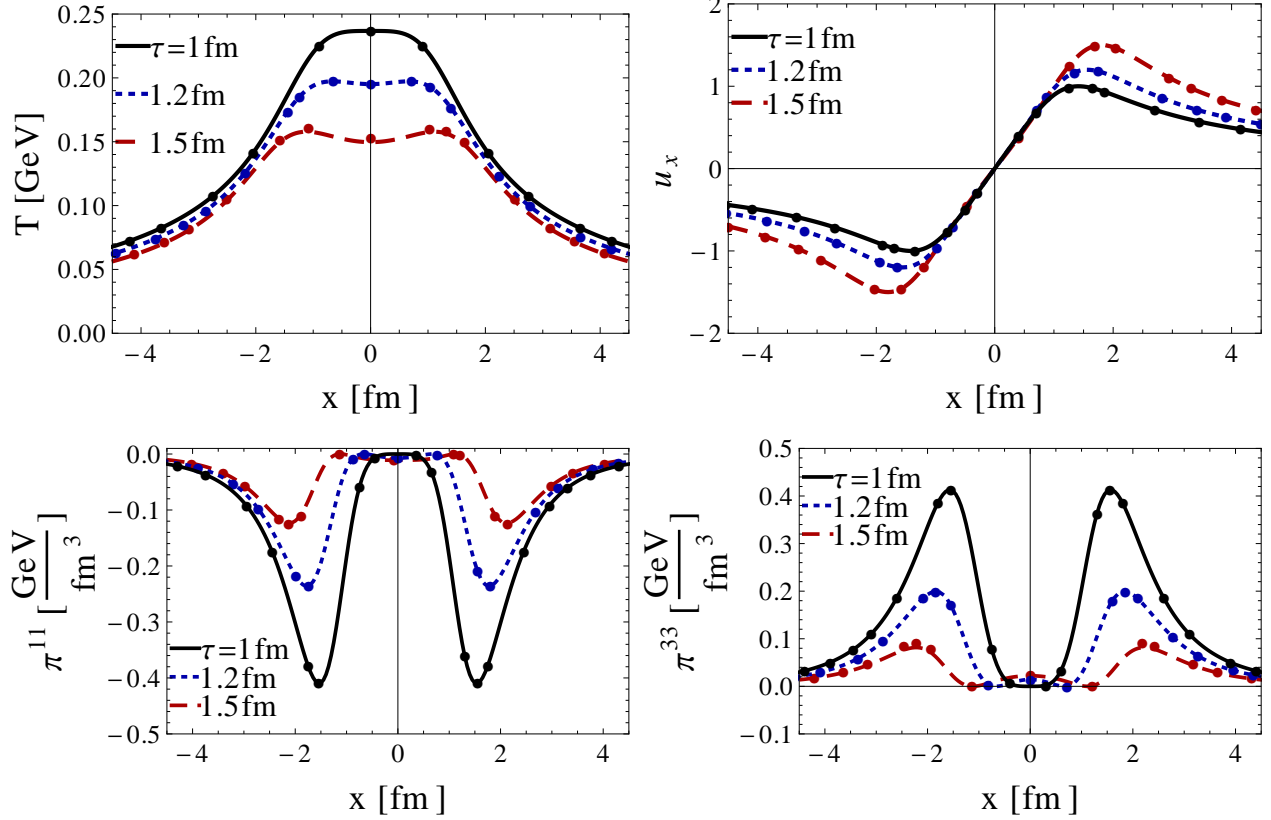 0.25
0.20
0.15
0.10
0.05
0.00
T [GeV]
τ=1fm
1.2fm
1.5fm
−4 −2 0 2 4
x [fm]
2
1
0
−1
−2
u_x
τ=1fm
1.2fm
1.5fm
−4 −2 0 2 4
x [fm]
0.0
−0.1
−0.2
−0.3
−0.4
−0.5
π^11 [GeV/fm^3]
τ=1fm
1.2fm
1.5fm
−4 −2 0 2 4
x [fm]
0.5
0.4
0.3
0.2
0.1
0.0
−0.1
π^33 [GeV/fm^3]
τ=1fm
1.2fm
1.5fm
−4 −2 0 2 4
x [fm]